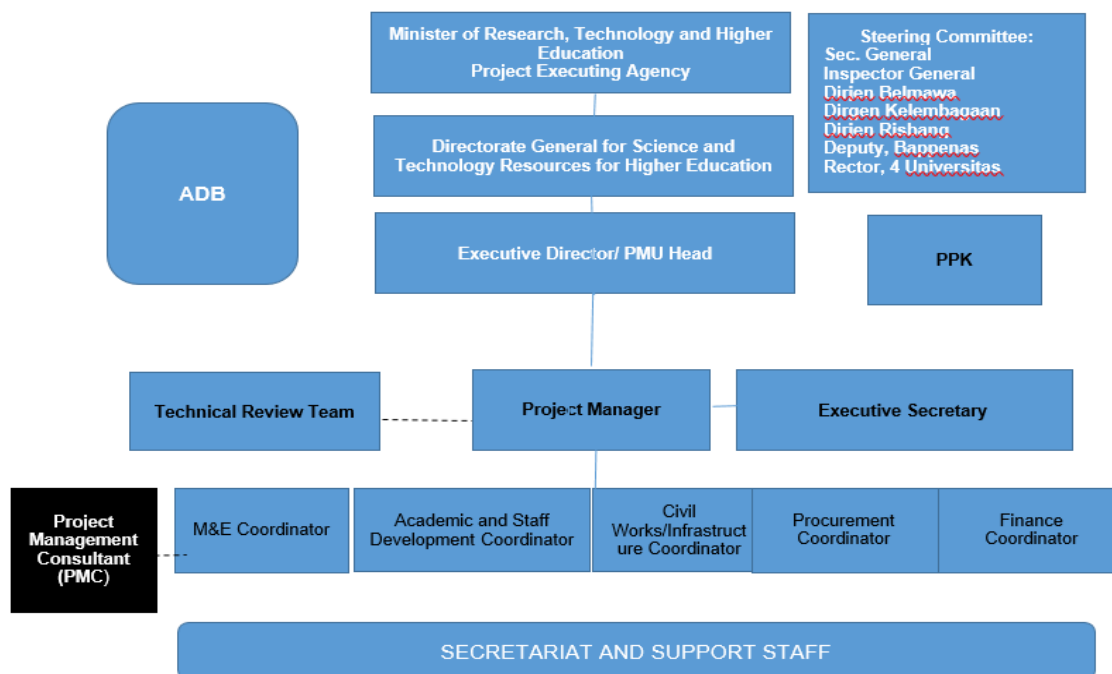 Minister of Research, Technology and Higher
Education
Project Executing Agency
Steering Committee:
Sec. General
Inspector General
Dirjen Belmawa
Dirgen Kelembagaan
Dirjen Risbang
Deputy, Bappenas
Rector, 4 Universitas
Directorate General for Science and
Technology Resources for Higher Education
ADB
Executive Director/ PMU Head
PPK
Technical Review Team
Project Manager
Executive Secretary
Project
Management
Consultant
(PMC)
M&E Coordinator
Academic and Staff
Development Coordinator
Civil
Works/Infrastruct
ure Coordinator
Procurement
Coordinator
Finance
Coordinator
SECRETARIAT AND SUPPORT STAFF